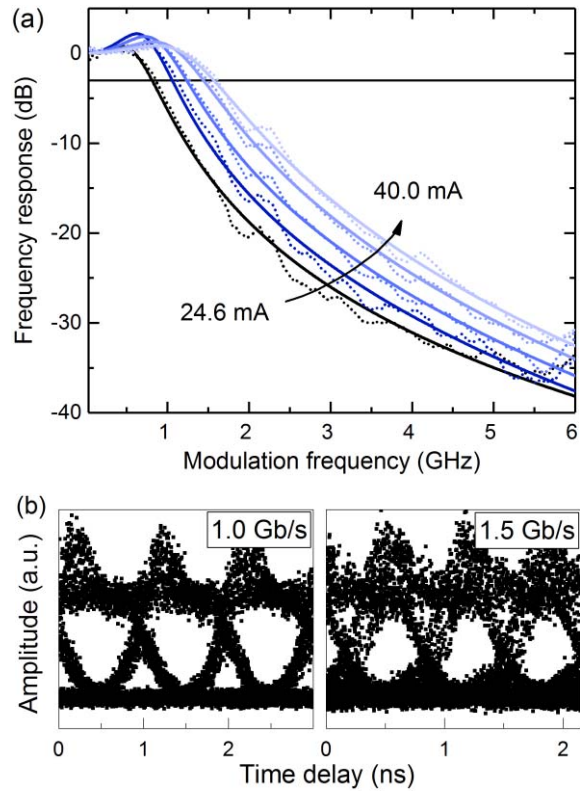 (a)
0
-10
-20
-30
-40
Frequency response (dB)
40.0 mA
24.6 mA
1 2 3 4 5 6
Modulation frequency (GHz)
(b)
1.0 Gb/s 1.5 Gb/s
Amplitude (a.u.)
0 1 2 0 1 2
Time delay (ns)